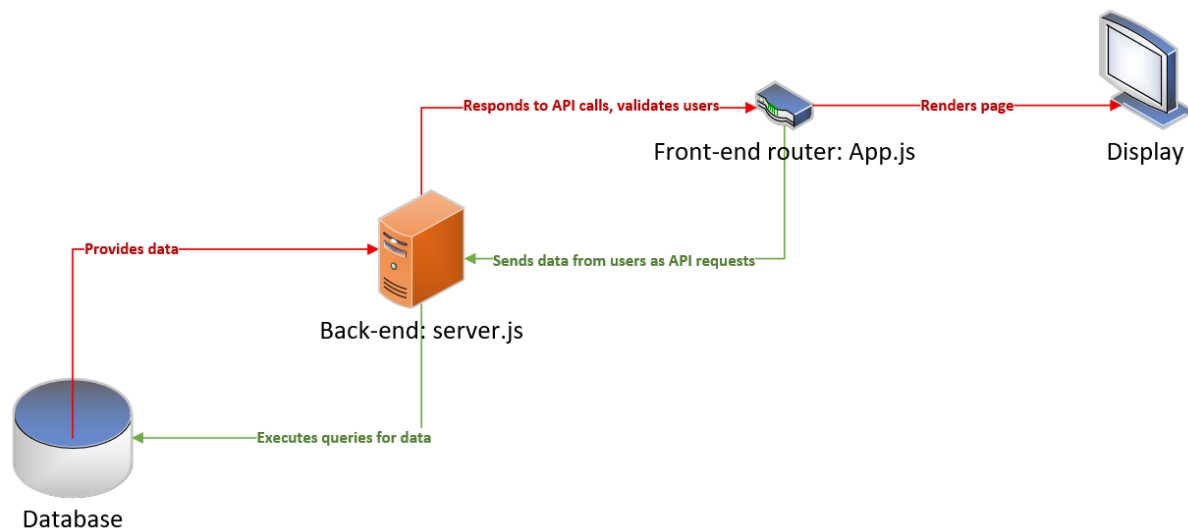 Responds to API calls, validates users
Renders page
Front-end router: App.js
Display
Provides data
Sends data from users as API requests
Back-end: server.js
Executes queries for data
Database